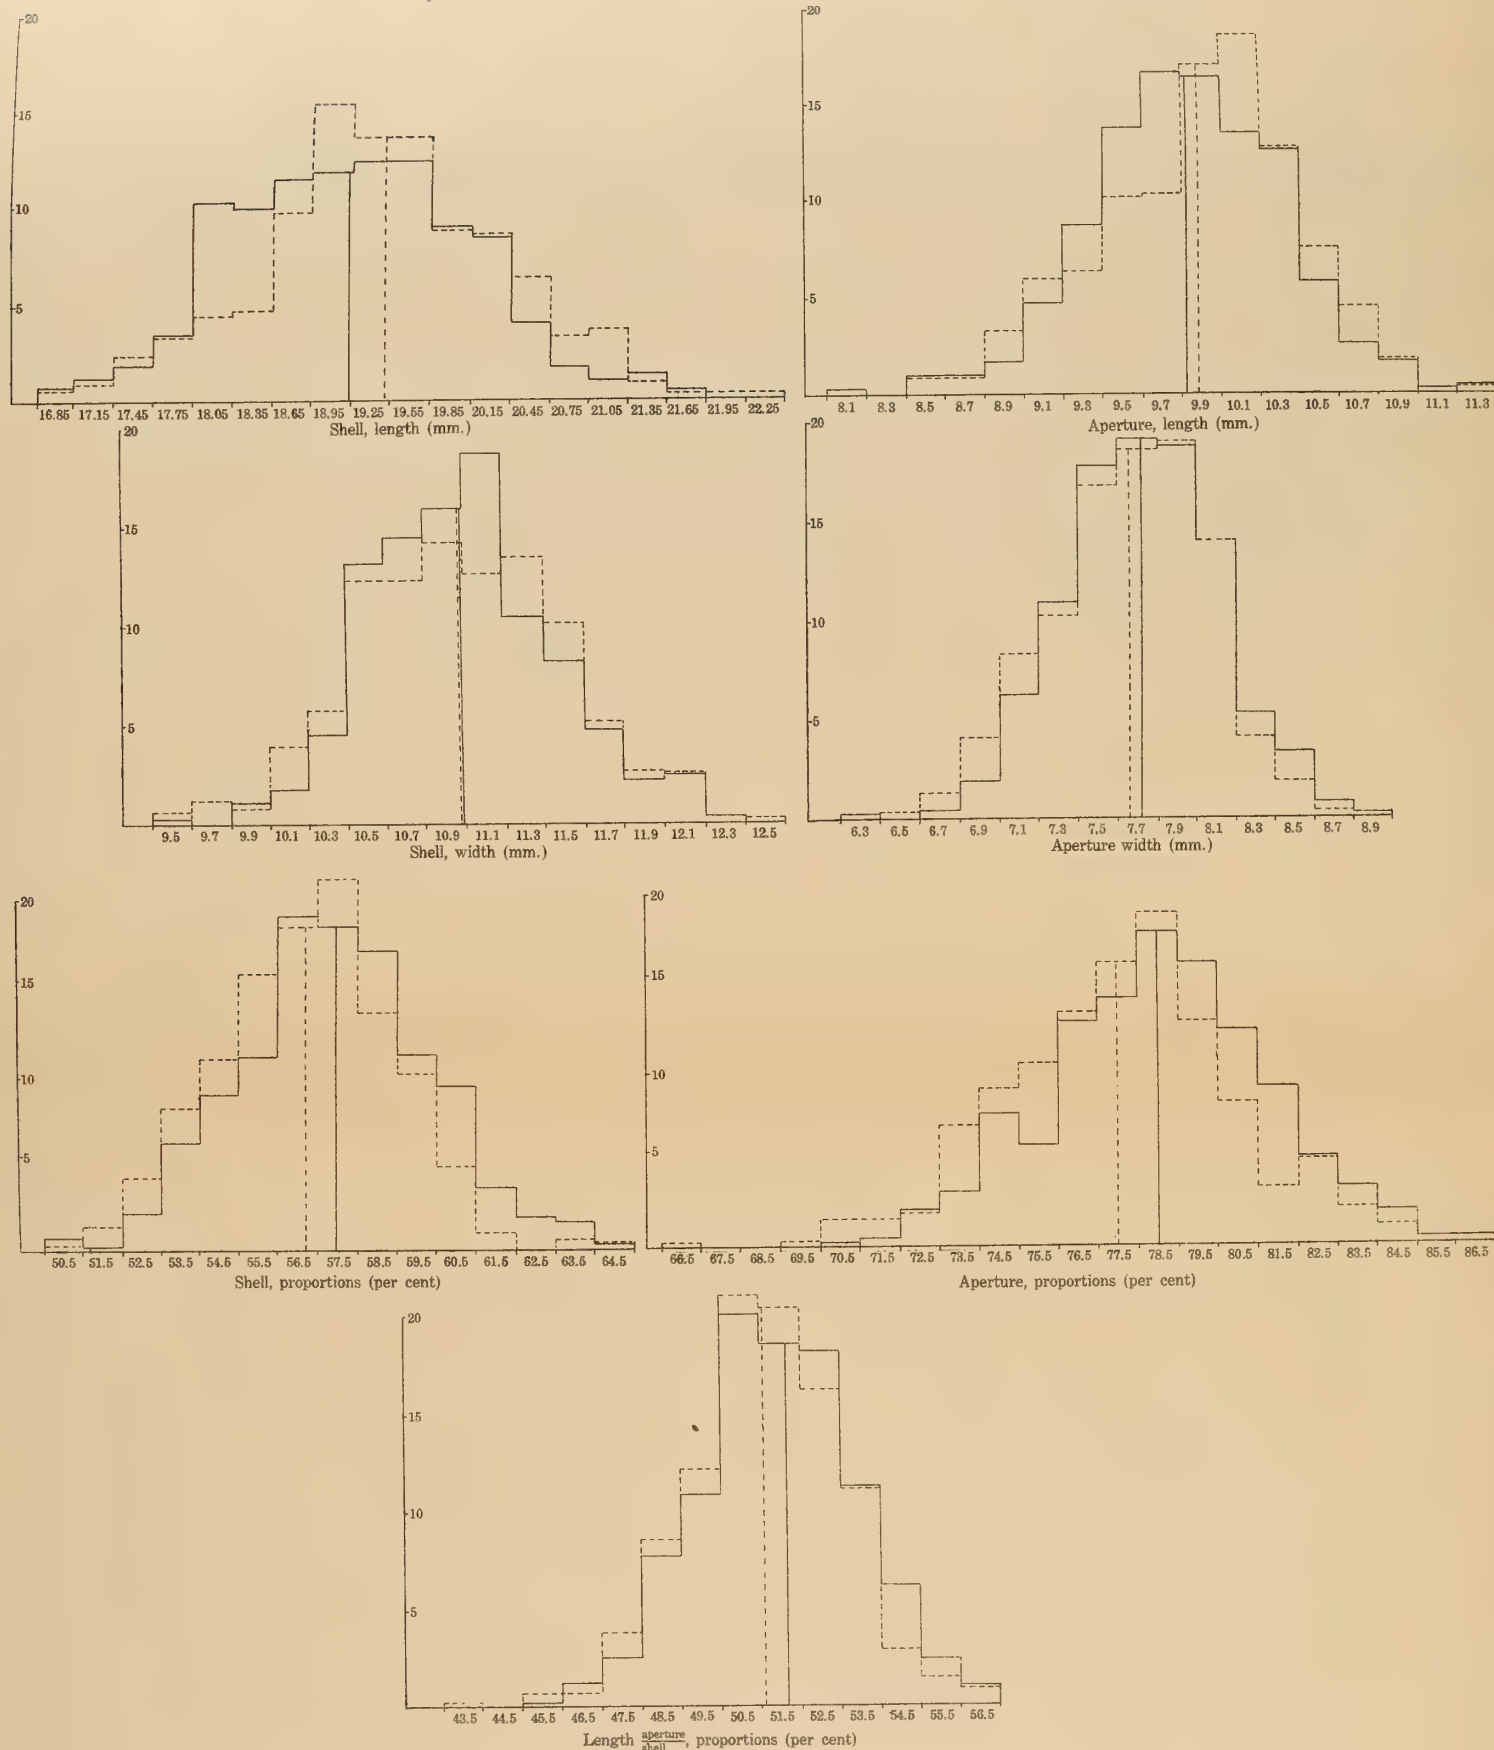 20
15
10
5
16.85 17.15 17.45 17.75 18.05 18.35 18.65 18.95 19.25 19.55 19.85 20.15 20.45 20.75 21.05 21.35 21.65 21.95 22.25
Shell, length (mm.)
20
15
10
5
8.1 8.3 8.5 8.7 8.9 9.1 9.3 9.5 9.7 9.9 10.1 10.3 10.5 10.7 10.9 11.1 11.3
Aperture, length (mm.)
20
15
10
5
9.5 9.7 9.9 10.1 10.3 10.5 10.7 10.9 11.1 11.3 11.5 11.7 11.9 12.1 12.3 12.5
Shell, width (mm.)
20
15
10
5
6.3 6.5 6.7 6.9 7.1 7.3 7.5 7.7 7.9 8.1 8.3 8.5 8.7 8.9
Aperture width (mm.)
20
15
10
5
50.5 51.5 52.5 53.5 54.5 55.5 56.5 57.5 58.5 59.5 60.5 61.5 62.5 63.5 64.5
Shell, proportions (per cent)
20
15
10
5
66.5 67.5 68.5 69.5 70.5 71.5 72.5 73.5 74.5 75.5 76.5 77.5 78.5 79.5 80.5 81.5 82.5 83.5 84.5 85.5 86.5
Aperture, proportions (per cent)
20
15
10
5
43.5 44.5 45.5 46.5 47.5 48.5 49.5 50.5 51.5 52.5 53.5 54.5 55.5 56.5
Length aperture/shell, proportions (per cent)